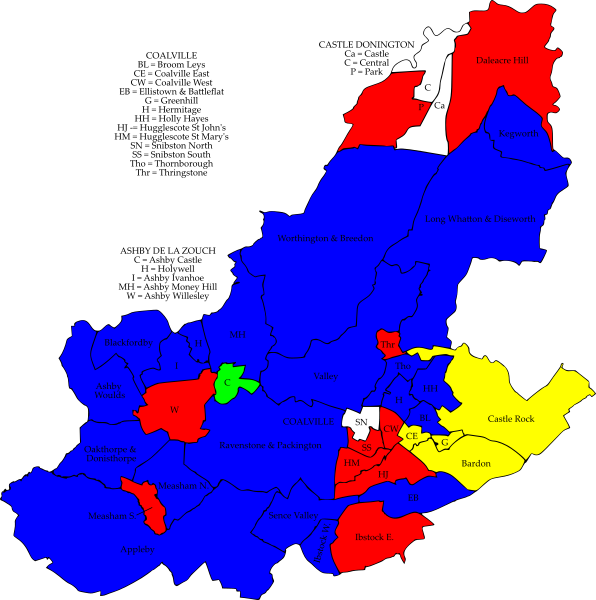 COALVILLE
BL = Broom Leys
CE = Coalville East
CW = Coalville West
EB = Ellistown & Battleflat
G = Greenhill
H = Hermitage
HH = Holly Hayes
HJ -= Hugglescote St John's
HM = Hugglescote St Mary's
SN = Snibston North
SS = Snibston South
Tho = Thornborough
Thr = Thringstone
CASTLE DONINGTON
Ca = Castle
C = Central
P = Park
ASHBY DE LA ZOUCH
C = Ashby Castle
H = Holywell
I = Ashby Ivanhoe
MH = Ashby Money Hill
W = Ashby Willesley
Daleacre Hill
C
P
Ca
Kegworth
Long Whatton & Diseworth
Worthington & Breedon
Blackfordby
H
MH
I
Thr
Tho
Valley
C
HH
Ashby
Woulds
W
H
BL
Castle Rock
COALVILLE
SN
CW
CE
G
Oakthorpe &
Donisthorpe
Ravenstone & Packington
SS
HM
HJ
Bardon
Measham N
EB
Measham S
Sence Valley
Ibstock W
Ibstock E.
Appleby